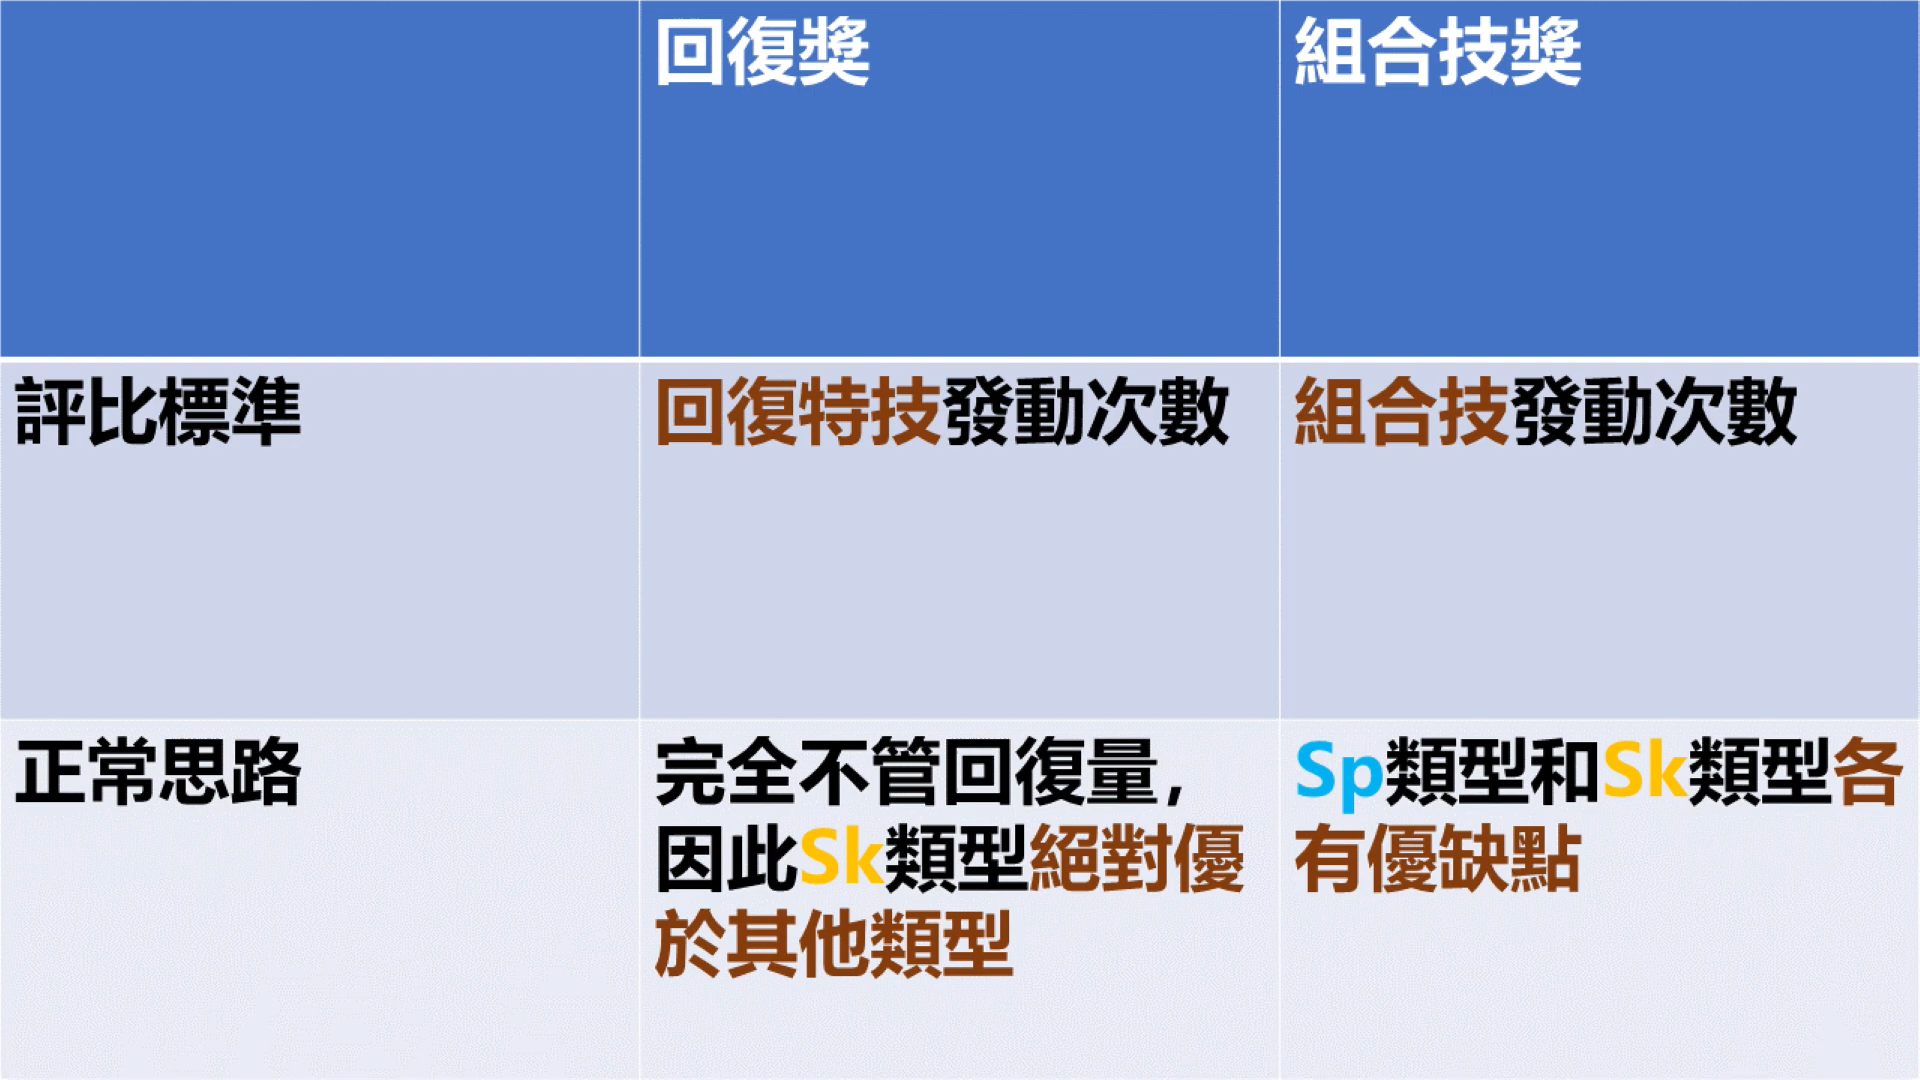 回復獎
組合技獎
評比標準
回復特技發動次數
組合技發動次數
正常思路
完全不管回復量，
因此Sk類型絕對優
於其他類型
Sp類型和Sk類型各
有優缺點